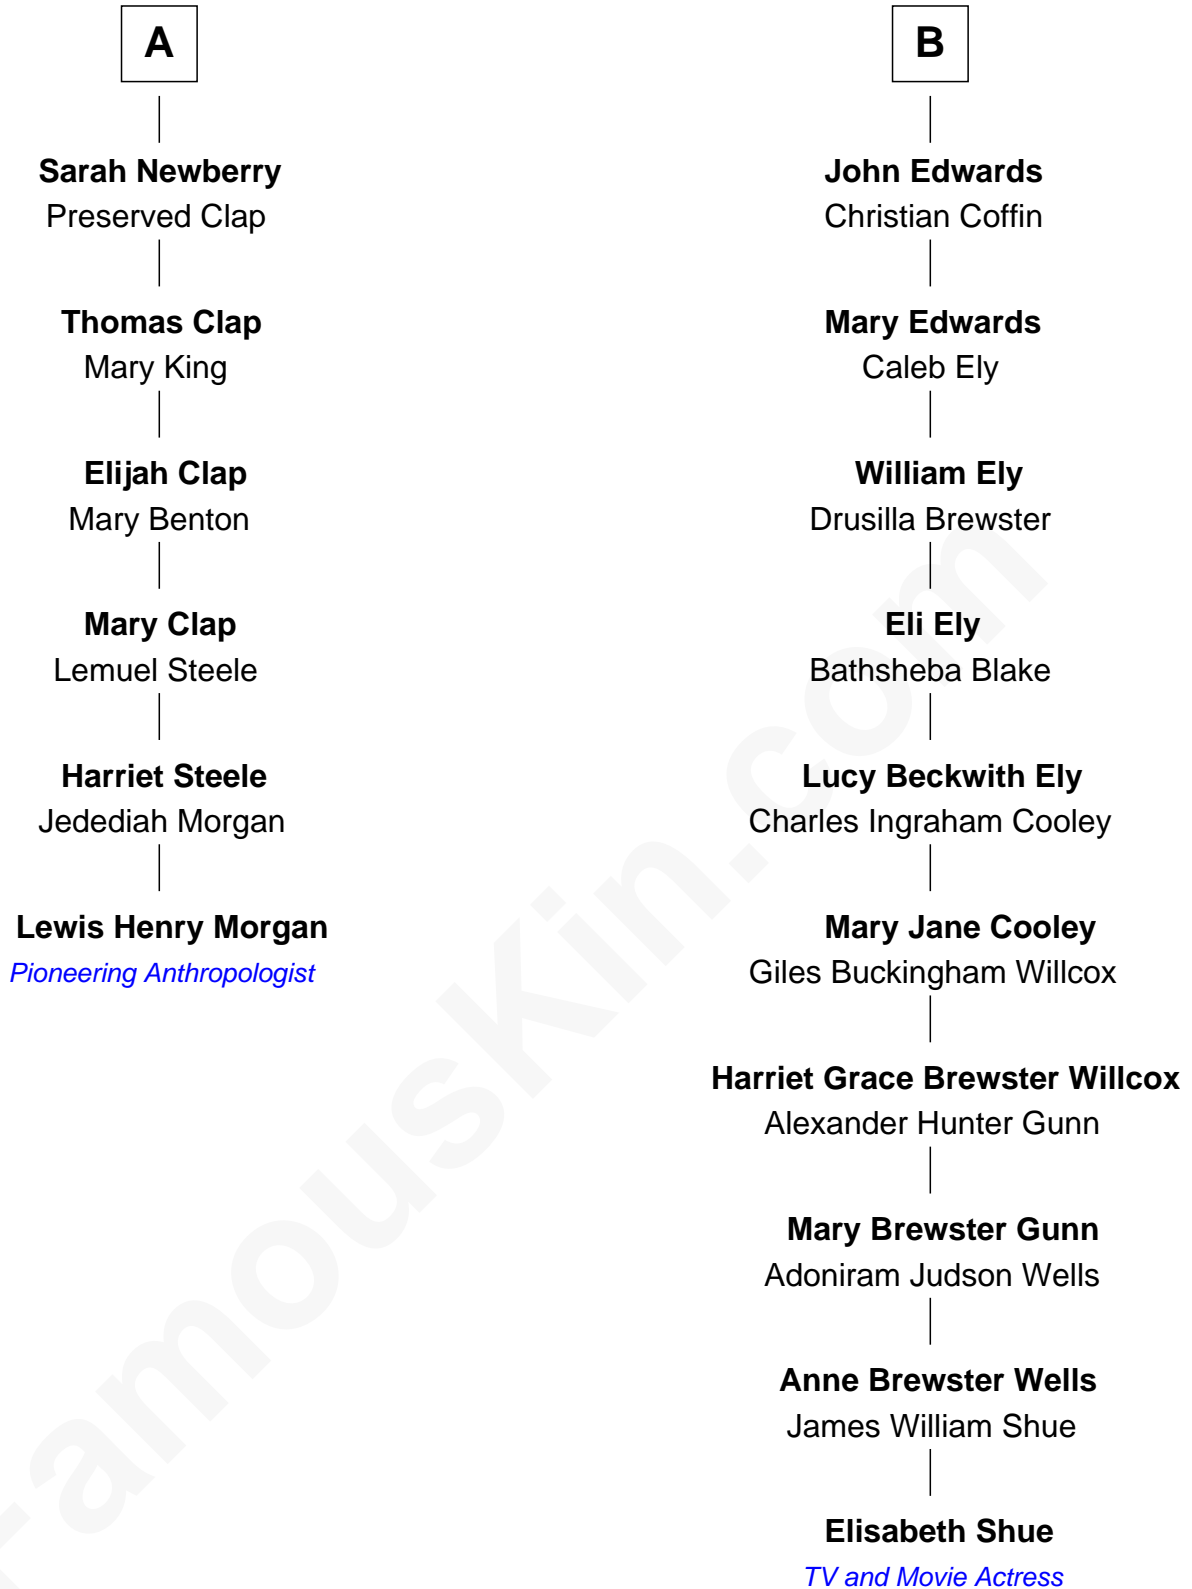 A
Sarah Newberry
Preserved Clap
Thomas Clap
Mary King
Elijah Clap
Mary Benton
Mary Clap
Lemuel Steele
Harriet Steele
Jedediah Morgan
Lewis Henry Morgan
Pioneering Anthropologist
B
John Edwards
Christian Coffin
Mary Edwards
Caleb Ely
William Ely
Drusilla Brewster
Eli Ely
Bathsheba Blake
Lucy Beckwith Ely
Charles Ingraham Cooley
Mary Jane Cooley
Giles Buckingham Willcox
Harriet Grace Brewster Willcox
Alexander Hunter Gunn
Mary Brewster Gunn
Adoniram Judson Wells
Anne Brewster Wells
James William Shue
Elisabeth Shue
TV and Movie Actress
FamousKin.com